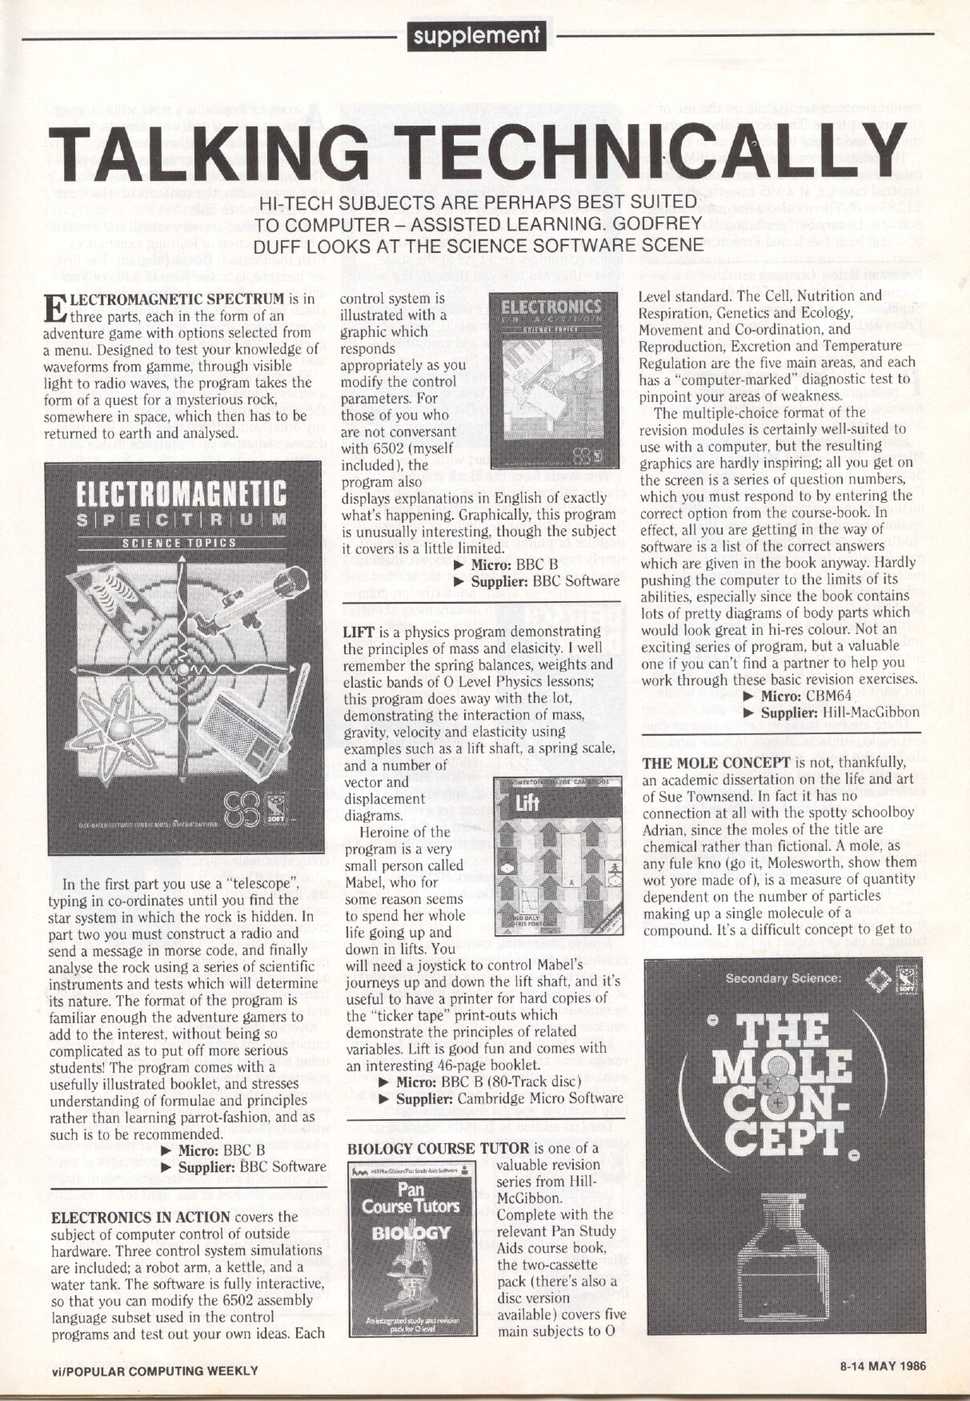 supplement
TALKING TECHNICALLY
HI-TECH SUBJECTS ARE PERHAPS BEST SUITED
TO COMPUTER – ASSISTED LEARNING. GODFREY
DUFF LOOKS AT THE SCIENCE SOFTWARE SCENE
ELECTROMAGNETIC SPECTRUM is in
three parts, each in the form of an
adventure game with options selected from
a menu. Designed to test your knowledge of
waveforms from gamme, through visible
light to radio waves, the program takes the
form of a quest for a mysterious rock,
somewhere in space, which then has to be
returned to earth and analysed.
ELECTROMAGNETIC
S|P|E|C|T|R|U|M
SCIENCE TOPICS
SOFT
In the first part you use a “telescope”,
typing in co-ordinates until you find the
star system in which the rock is hidden. In
part two you must construct a radio and
send a message in morse code, and finally
analyse the rock using a series of scientific
instruments and tests which will determine
its nature. The format of the program is
familiar enough the adventure gamers to
add to the interest, without being so
complicated as to put off more serious
students! The program comes with a
usefully illustrated booklet, and stresses
understanding of formulae and principles
rather than learning parrot-fashion, and as
such is to be recommended.
▶ Micro: BBC B
▶ Supplier: BBC Software
ELECTRONICS IN ACTION covers the
subject of computer control of outside
hardware. Three control system simulations
are included; a robot arm, a kettle, and a
water tank. The software is fully interactive,
so that you can modify the 6502 assembly
language subset used in the control
programs and test out your own ideas. Each
control system is
illustrated with a
graphic which
responds
appropriately as you
modify the control
parameters. For
those of you who
are not conversant
with 6502 (myself
included), the
program also
displays explanations in English of exactly
what's happening. Graphically, this program
is unusually interesting, though the subject
it covers is a little limited.
▶ Micro: BBC B
▶ Supplier: BBC Software
ELECTRONICS
IN ACTION
SCIENCE TOPICS
LIFT is a physics program demonstrating
the principles of mass and elasicity. I well
remember the spring balances, weights and
elastic bands of O Level Physics lessons;
this program does away with the lot,
demonstrating the interaction of mass,
gravity, velocity and elasticity using
examples such as a lift shaft, a spring scale,
and a number of
vector and
displacement
diagrams.
Heroine of the
program is a very
small person called
Mabel, who for
some reason seems
to spend her whole
life going up and
down in lifts. You
will need a joystick to control Mabel's
journeys up and down the lift shaft, and it's
useful to have a printer for hard copies of
the “ticker tape” print-outs which
demonstrate the principles of related
variables. Lift is good fun and comes with
an interesting 46-page booklet.
▶ Micro: BBC B (80-Track disc)
▶ Supplier: Cambridge Micro Software
Lift
A
BIOLOGY COURSE TUTOR is one of a
valuable revision
series from Hill-
McGibbon.
Complete with the
relevant Pan Study
Aids course book,
the two-cassette
pack (there's also a
disc version
available) covers five
main subjects to O
Pan
Course Tutors
BIOLOGY
An integrated study and revision
pack for O level
Level standard. The Cell, Nutrition and
Respiration, Genetics and Ecology,
Movement and Co-ordination, and
Reproduction, Excretion and Temperature
Regulation are the five main areas, and each
has a “computer-marked” diagnostic test to
pinpoint your areas of weakness.
The multiple-choice format of the
revision modules is certainly well-suited to
use with a computer, but the resulting
graphics are hardly inspiring; all you get on
the screen is a series of question numbers,
which you must respond to by entering the
correct option from the course-book. In
effect, all you are getting in the way of
software is a list of the correct answers
which are given in the book anyway. Hardly
pushing the computer to the limits of its
abilities, especially since the book contains
lots of pretty diagrams of body parts which
would look great in hi-res colour. Not an
exciting series of program, but a valuable
one if you can't find a partner to help you
work through these basic revision exercises.
▶ Micro: CBM64
▶ Supplier: Hill-MacGibbon
THE MOLE CONCEPT is not, thankfully,
an academic dissertation on the life and art
of Sue Townsend. In fact it has no
connection at all with the spotty schoolboy
Adrian, since the moles of the title are
chemical rather than fictional. A mole, as
any fule kno (go it, Molesworth, show them
wot yore made of), is a measure of quantity
dependent on the number of particles
making up a single molecule of a
compound. It's a difficult concept to get to
Secondary Science:
SOFT
THE
MOLE
CON-
CEPT
vi/POPULAR COMPUTING WEEKLY
8-14 MAY 1986